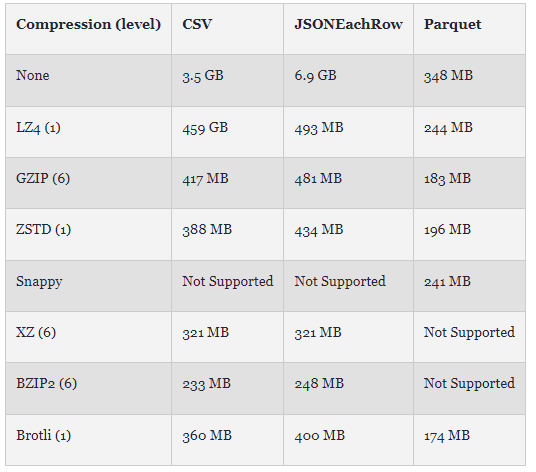 Compression (level) CSV JSONEachRow Parquet
None 3.5 GB 6.9 GB 348 MB
LZ4 (1) 459 GB 493 MB 244 MB
GZIP (6) 417 MB 481 MB 183 MB
ZSTD (1) 388 MB 434 MB 196 MB
Snappy Not Supported Not Supported 241 MB
XZ (6) 321 MB 321 MB Not Supported
BZIP2 (6) 233 MB 248 MB Not Supported
Brotli (1) 360 MB 400 MB 174 MB